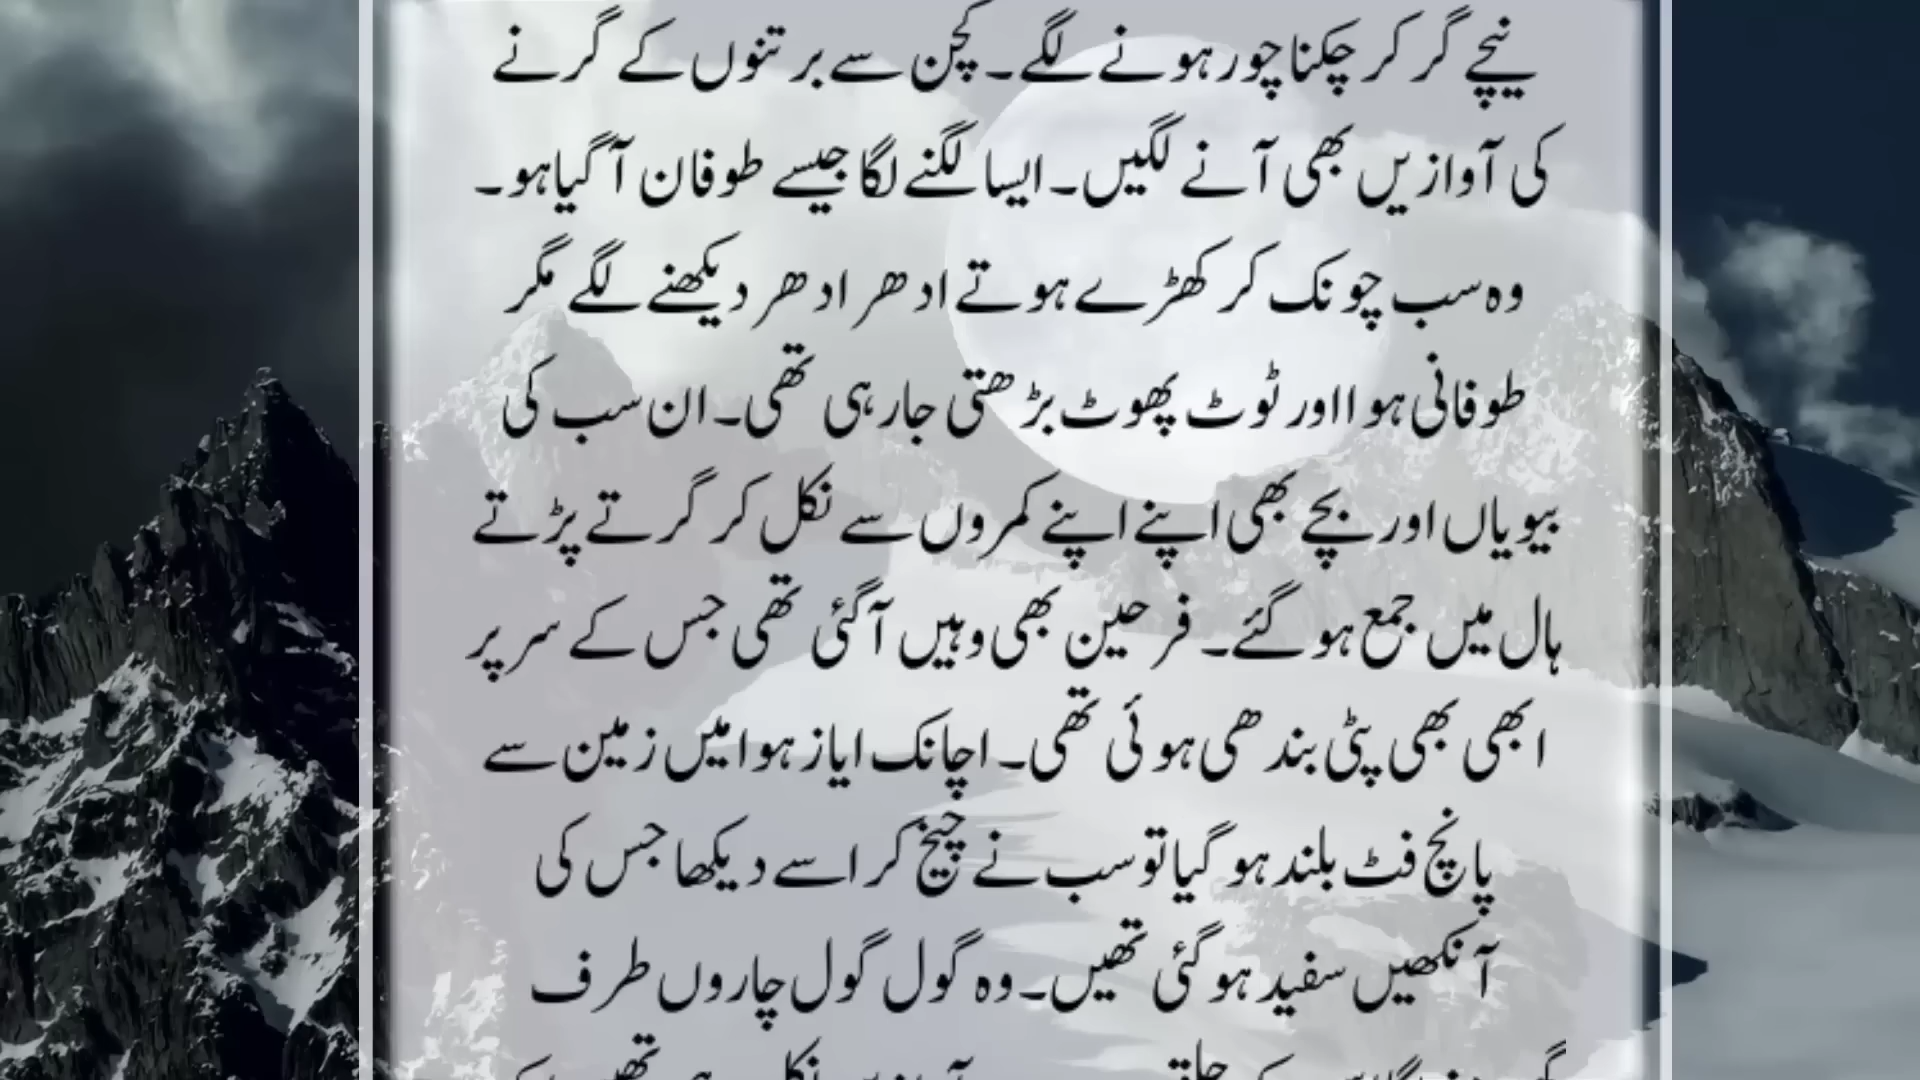 نیچے گر کر چکنا چور ہونے لگے۔ کچن سے برتنوں کے گرنے
کی آوازیں بھی آنے لگیں۔ ایسا لگنے لگا جیسے طوفان آ گیا ہو۔
وہ سب چونک کر کھڑے ہوتے ادھر ادھر دیکھنے لگے مگر
طوفانی ہوا اور ٹوٹ پھوٹ بڑھتی جا رہی تھی۔ ان سب کی
بیویاں اور بچے بھی اپنے اپنے کمروں سے نکل کر گرتے پڑتے
ہال میں جمع ہو گئے۔ فرحین بھی وہیں آ گئی تھی جس کے سر پر
ابھی بھی پٹی بندھی ہوئی تھی۔ اچانک ایاز ہوا میں زمین سے
پانچ فٹ بلند ہو گیا تو سب نے چیخ کر اسے دیکھا جس کی
آنکھیں سفید ہو گئی تھیں۔ وہ گول گول چاروں طرف